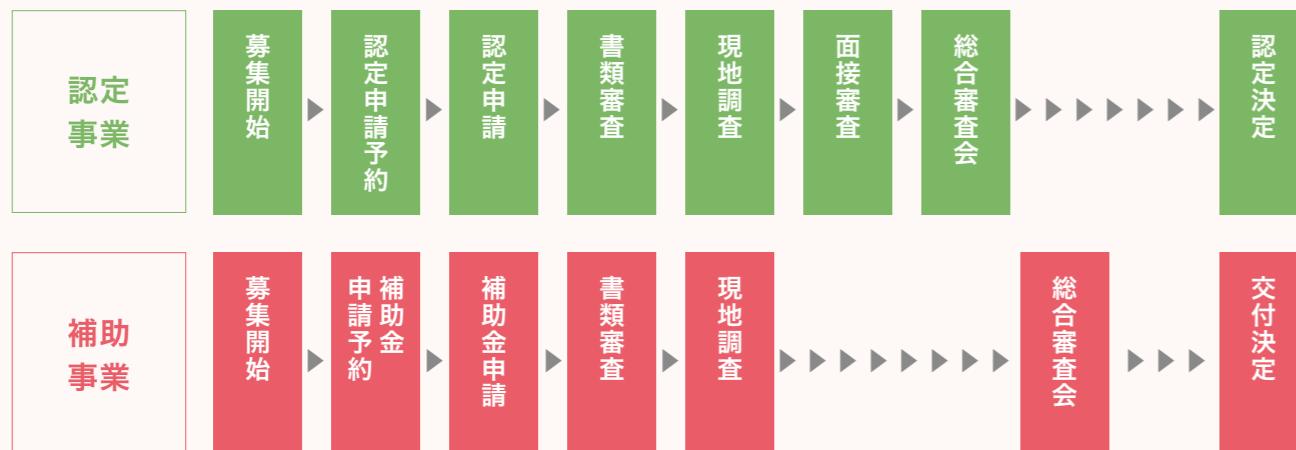 認定
事業
募集開始
認定申請予約
認定申請
書類審査
現地調査
面接審査
総合審査会
認定決定
補助
事業
募集開始
補助金
申請予約
補助金申請
書類審査
現地調査
総合審査会
交付決定